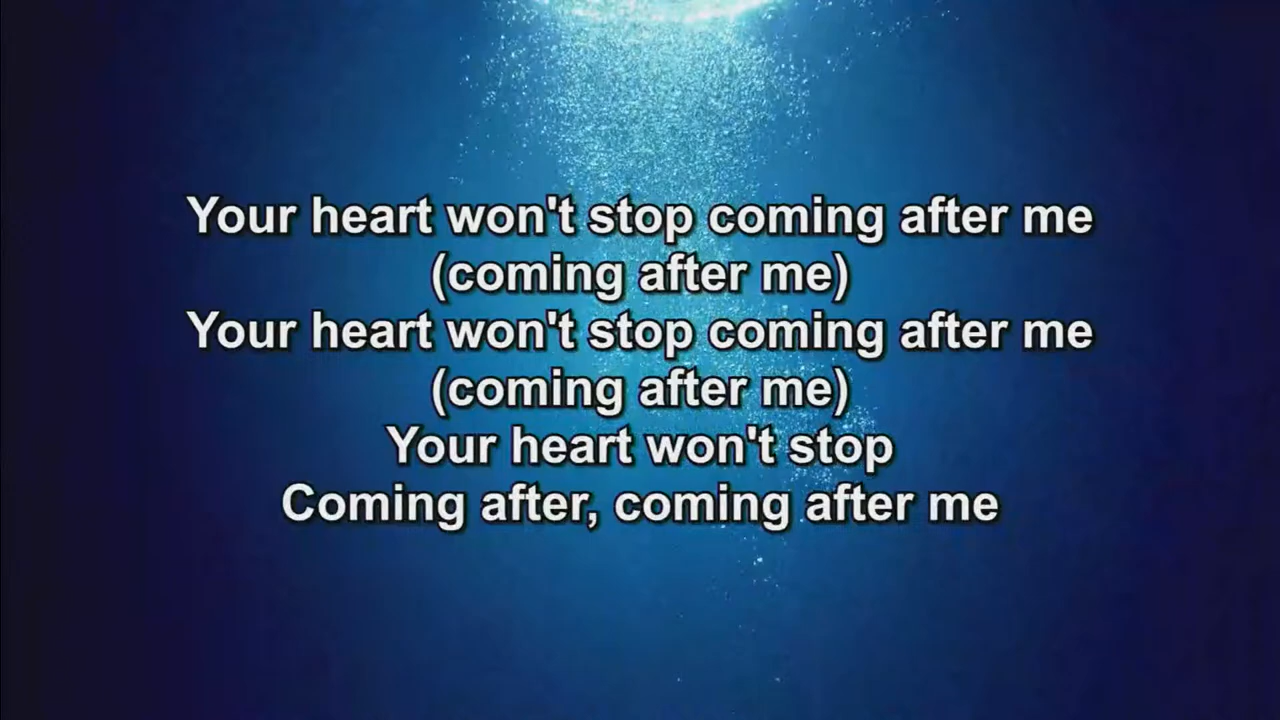 Your heart won't stop coming after me
(coming after me)
Your heart won't stop coming after me
(coming after me)
Your heart won't stop
Coming after, coming after me